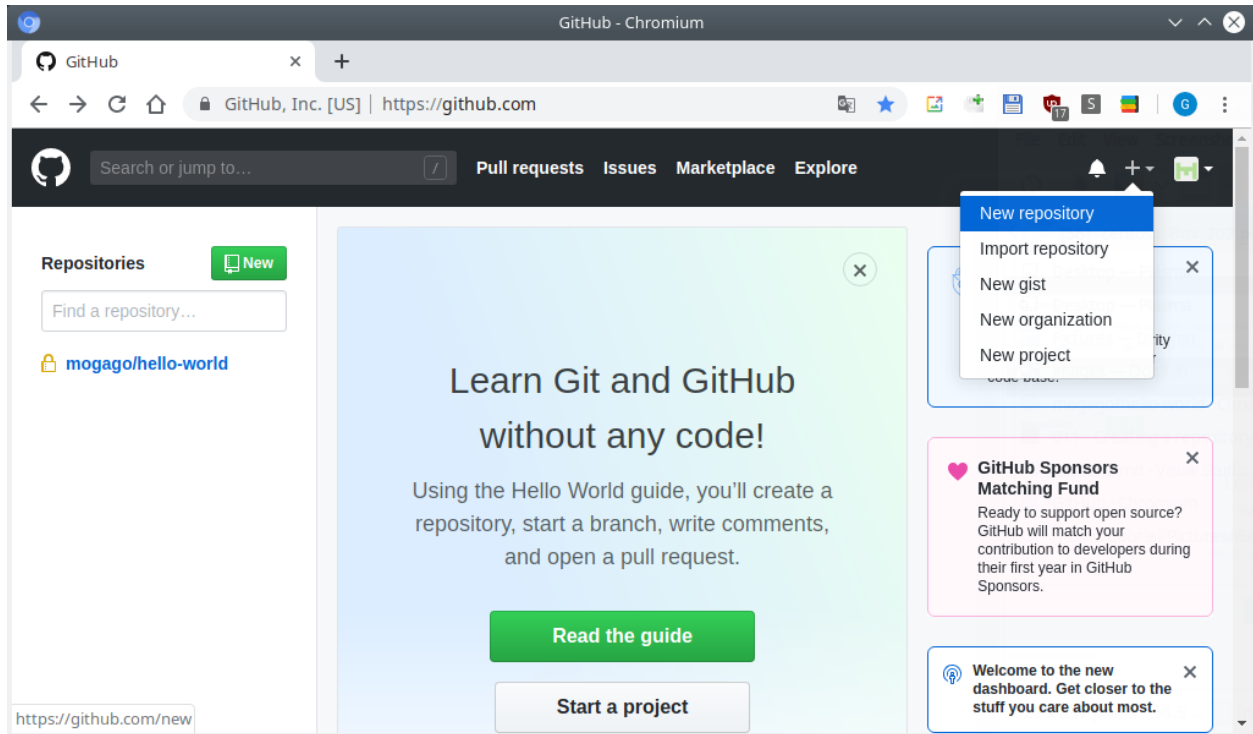 GitHub - Chromium
GitHub
GitHub, Inc. [US] https://github.com
17
S
G
Search or jump to…
/
Pull requests Issues Marketplace Explore
New repository
Import repository
New gist
New organization
New project
Repositories
New
Find a repository…
mogago/hello-world
Learn Git and GitHub
without any code!
Using the Hello World guide, you’ll create a
repository, start a branch, write comments,
and open a pull request.
Read the guide
Start a project
code base!
GitHub Sponsors
Matching Fund
Ready to support open source?
GitHub will match your
contribution to developers during
their first year in GitHub
Sponsors.
Welcome to the new
dashboard. Get closer to the
stuff you care about most.
https://github.com/new